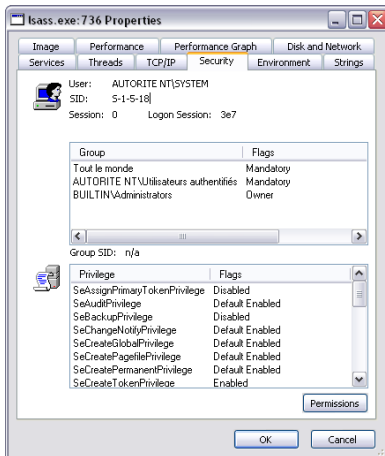 lsass.exe:736 Properties
Image Performance Performance Graph Disk and Network
Services Threads TCP/IP Security Environment Strings
User: AUTORITE NT\SYSTEM
SID: S-1-5-18
Session: 0 Logon Session: 3e7
Group Flags
Tout le monde Mandatory
AUTORITE NT\Utilisateurs authentifiés Mandatory
BUILTIN\Administrators Owner
Group SID: n/a
Privilege Flags
SeAssignPrimaryTokenPrivilege Disabled
SeAuditPrivilege Default Enabled
SeBackupPrivilege Disabled
SeChangeNotifyPrivilege Default Enabled
SeCreateGlobalPrivilege Default Enabled
SeCreatePagefilePrivilege Default Enabled
SeCreatePermanentPrivilege Default Enabled
SeCreateTokenPrivilege Enabled
Permissions
OK Cancel